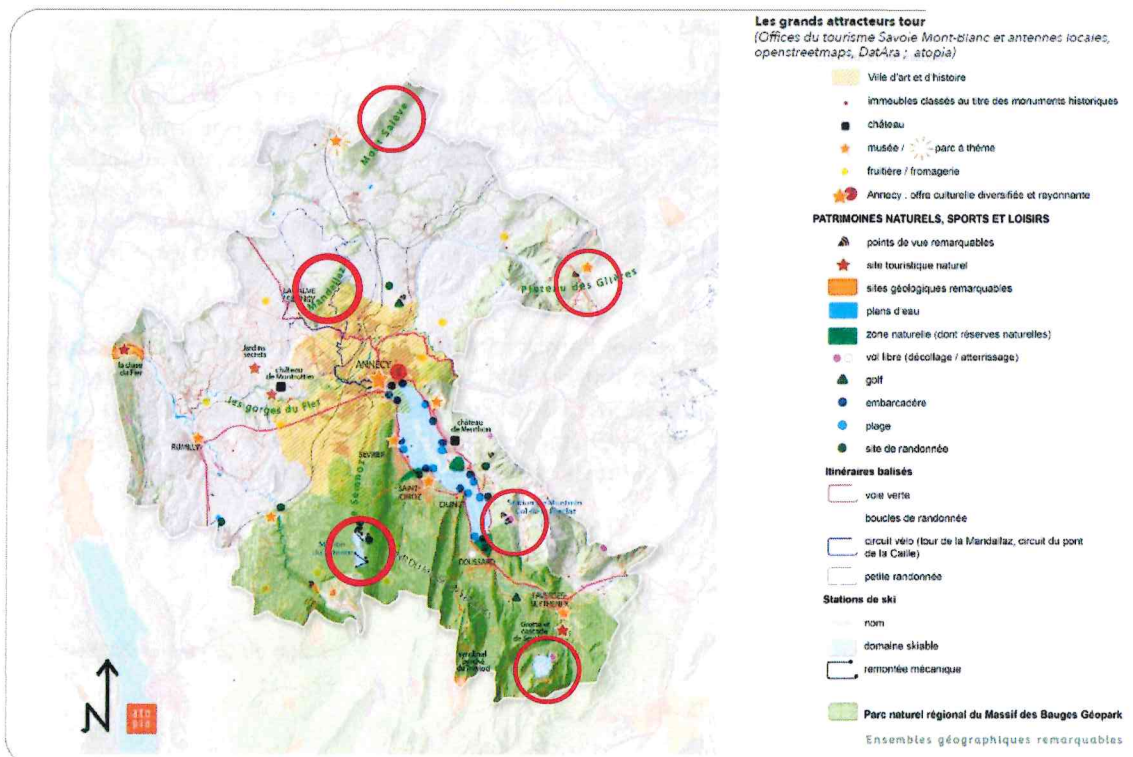 Les grands attracteurs tour
(Offices du tourisme Savoie Mont-Blanc et antennes locales,
openstreetmaps, DatAra ; atopia)
Ville d'art et d'histoire
immeubles classés au titre des monuments historiques
château
musée / parc à thème
fruitière / fromagerie
Annecy : offre culturelle diversifiée et rayonnante
PATRIMOINES NATURELS, SPORTS ET LOISIRS
points de vue remarquables
site touristique naturel
sites géologiques remarquables
plans d'eau
zone naturelle (dont réserves naturelles)
vol libre (décollage / atterrissage)
golf
embarcadère
plage
site de randonnée
Itinéraires balisés
voie verte
boucles de randonnée
circuit vélo (tour de la Mandallaz, circuit du pont
de la Caille)
petite randonnée
Stations de ski
nom
domaine skiable
remontée mécanique
Parc naturel régional du Massif des Bauges Géopark
Ensembles géographiques remarquables
Mont Salève
Plateau des Glières
Mandallaz
ANNECY
Jardins
secrets
château
de Montrottier
les gorges du Fier
RUMILLY
château
de Menthon
SEVRIER
SAINT-
JORIOZ
DUINT
DOUSSARD
Grotte et
cascade
N